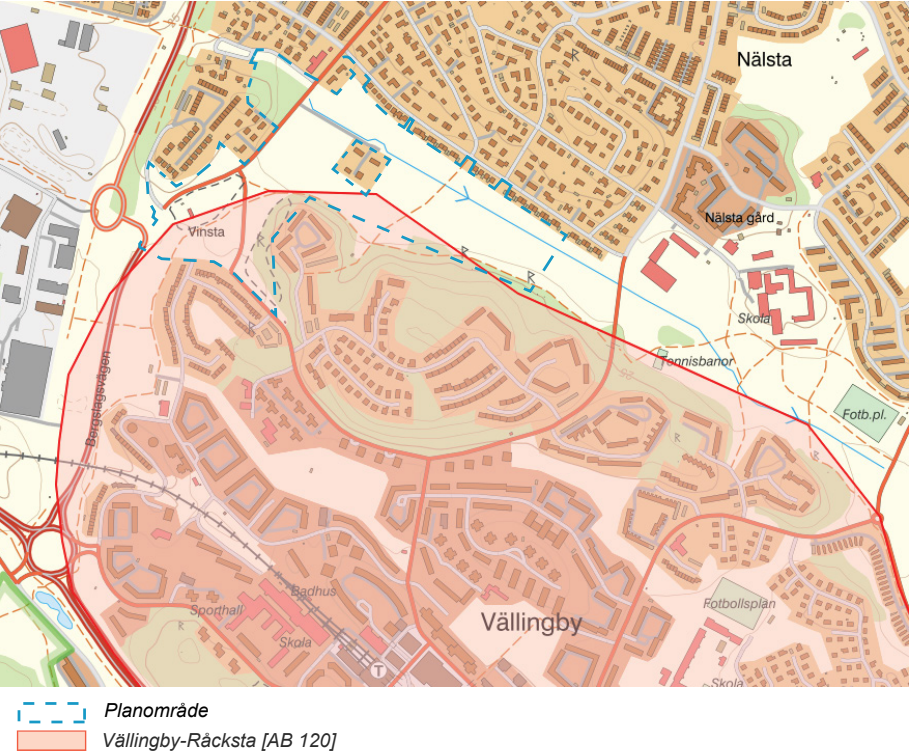 Nälsta
Nälsta gård
Vinsta
Skola
Tennisbanor
Fotb.pl.
Bergslagsvägen
Badhus
Sporthall
Skola
Vällingby
Fotbollsplan
T
Skola
Planområde
Vällingby-Råcksta [AB 120]